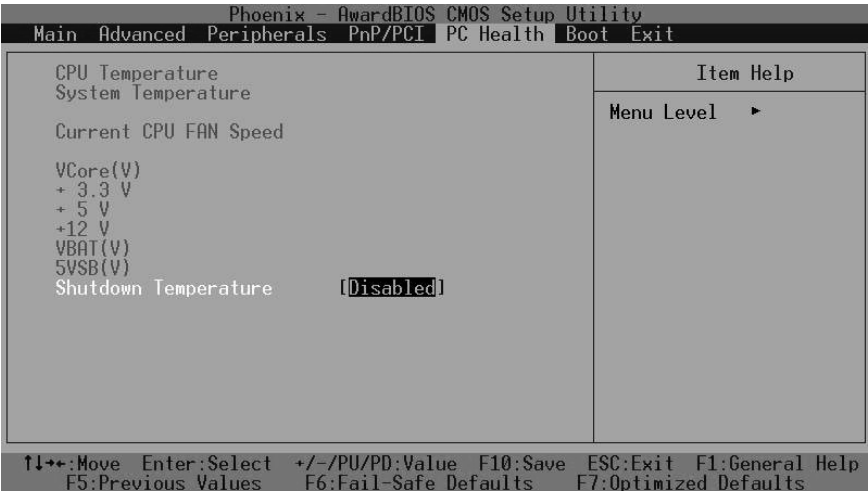 Phoenix - AwardBIOS CMOS Setup Utility
Main Advanced Peripherals PnP/PCI PC Health Boot Exit
CPU Temperature
System Temperature
Current CPU FAN Speed
VCore(V)
+ 3.3 V
+ 5 V
+12 V
VBAT(V)
5VSB(V)
Shutdown Temperature [Disabled]
Item Help
Menu Level ►
↑↓→←:Move Enter:Select +/-/PU/PD:Value F10:Save ESC:Exit F1:General Help
F5:Previous Values F6:Fail-Safe Defaults F7:Optimized Defaults